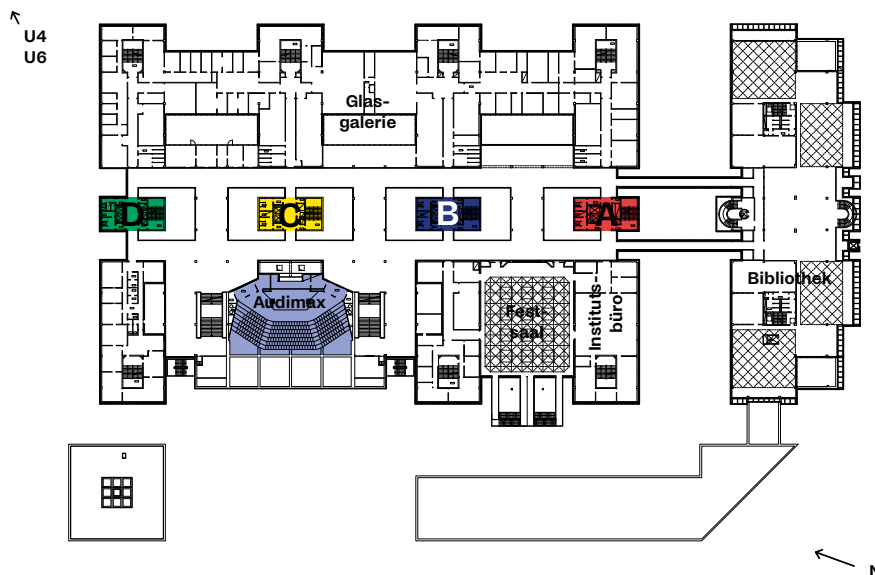 U4
U6
Glas-
galerie
D
C
B
A
Audimax
Fest-
saal
Instituts-
büro
Bibliothek
N